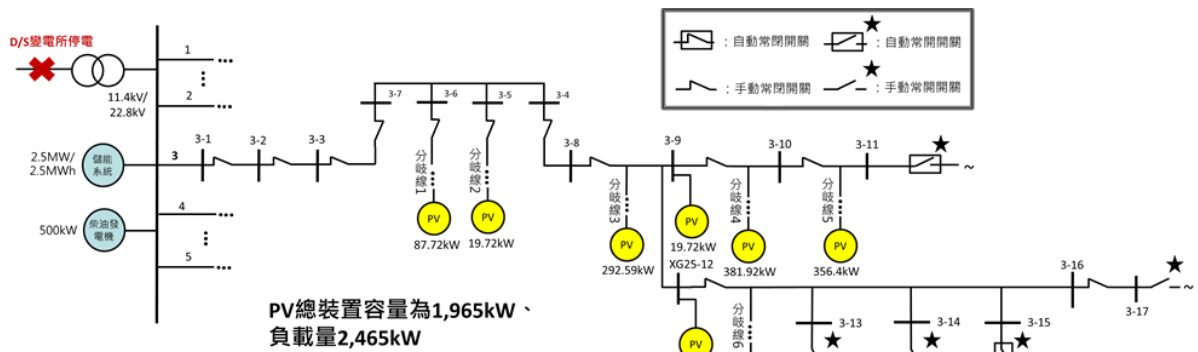 D/S變電所停電
11.4kV/
22.8kV
1
2
3
4
5
2.5MW/
2.5MWh
儲能
系統
500kW
柴油發
電機
3-1
3-2
3-3
3-7
3-6
3-5
3-4
分歧線1
分歧線2
PV
87.72kW
PV
19.72kW
3-8
3-9
3-10
3-11
~
分歧線3
分歧線4
分歧線5
PV
292.59kW
PV
19.72kW
PV
381.92kW
PV
356.4kW
XG25-12
PV
分歧線6
3-13
3-14
3-15
3-16
3-17
~
：自動常閉開關
：自動常開開關
：手動常閉開關
：手動常開開關
PV總裝置容量為1,965kW、
負載量2,465kW